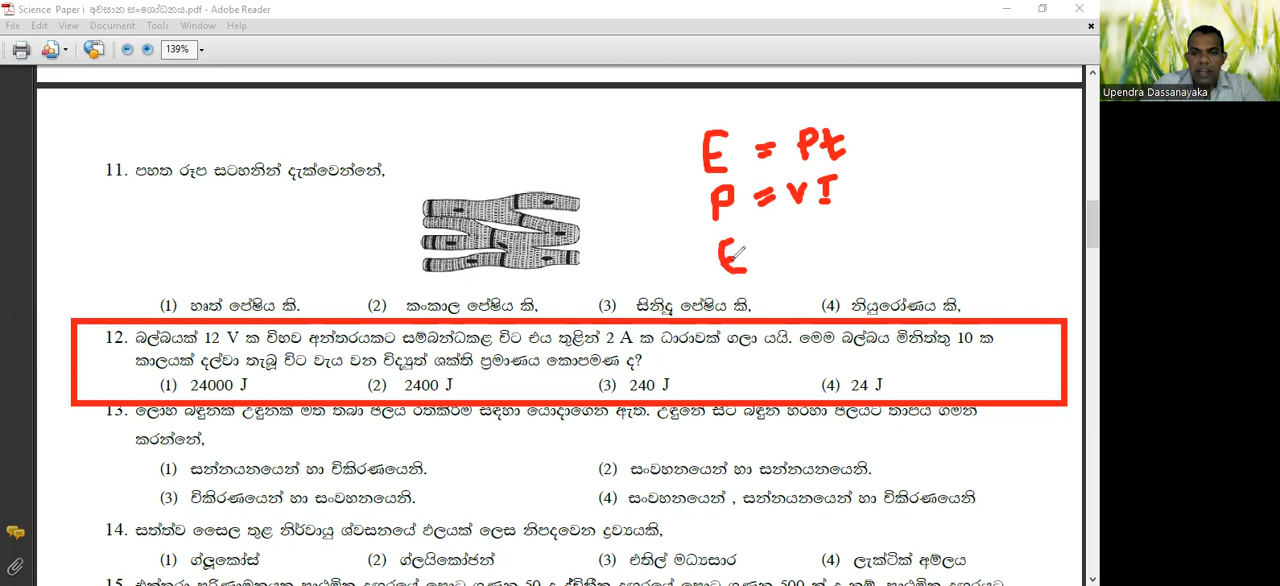 Science Paper i අවසාන සංශෝධනය.pdf - Adobe Reader
File Edit View Document Tools Window Help
139%
Upendra Dassanayaka
E = Pt
P = VI
E
11. පහත රූප සටහනින් දැක්වෙන්නේ,
(1) හෘත් පේෂිය කි. (2) කංකාල පේෂිය කි, (3) සිනිඳු පේෂිය කි, (4) නියුරෝණය කි,
12. බල්බයක් 12 V ක විභව අන්තරයකට සම්බන්ධකළ විට එය තුළින් 2 A ක ධාරාවක් ගලා යයි. මෙම බල්බය මිනිත්තු 10 ක
කාලයක් දල්වා තැබූ විට වැය වන විද්‍යුත් ශක්ති ප්‍රමාණය කොපමණ ද?
(1) 24000 J (2) 2400 J (3) 240 J (4) 24 J
13. ලෝහ බඳුනක් උඳුනක් මත තබා ජලය රත්කිරීම සඳහා යොදාගෙන ඇත. උඳුනේ සිට බඳුන හරහා ජලයට තාපය ගමන්
කරන්නේ,
(1) සන්නයනයෙන් හා විකිරණයෙනි. (2) සංවහනයෙන් හා සන්නයනයෙනි.
(3) විකිරණයෙන් හා සංවහනයෙනි. (4) සංවහනයෙන් , සන්නයනයෙන් හා විකිරණයෙනි
14. සත්ත්ව සෛල තුළ නිර්වායු ශ්වසනයේ ඵලයක් ලෙස නිපදවෙන ද්‍රව්‍යයකි,
(1) ග්ලූකෝස් (2) ග්ලයිකෝජන් (3) එතිල් මධ්‍යසාර (4) ලැක්ටික් අම්ලය
15